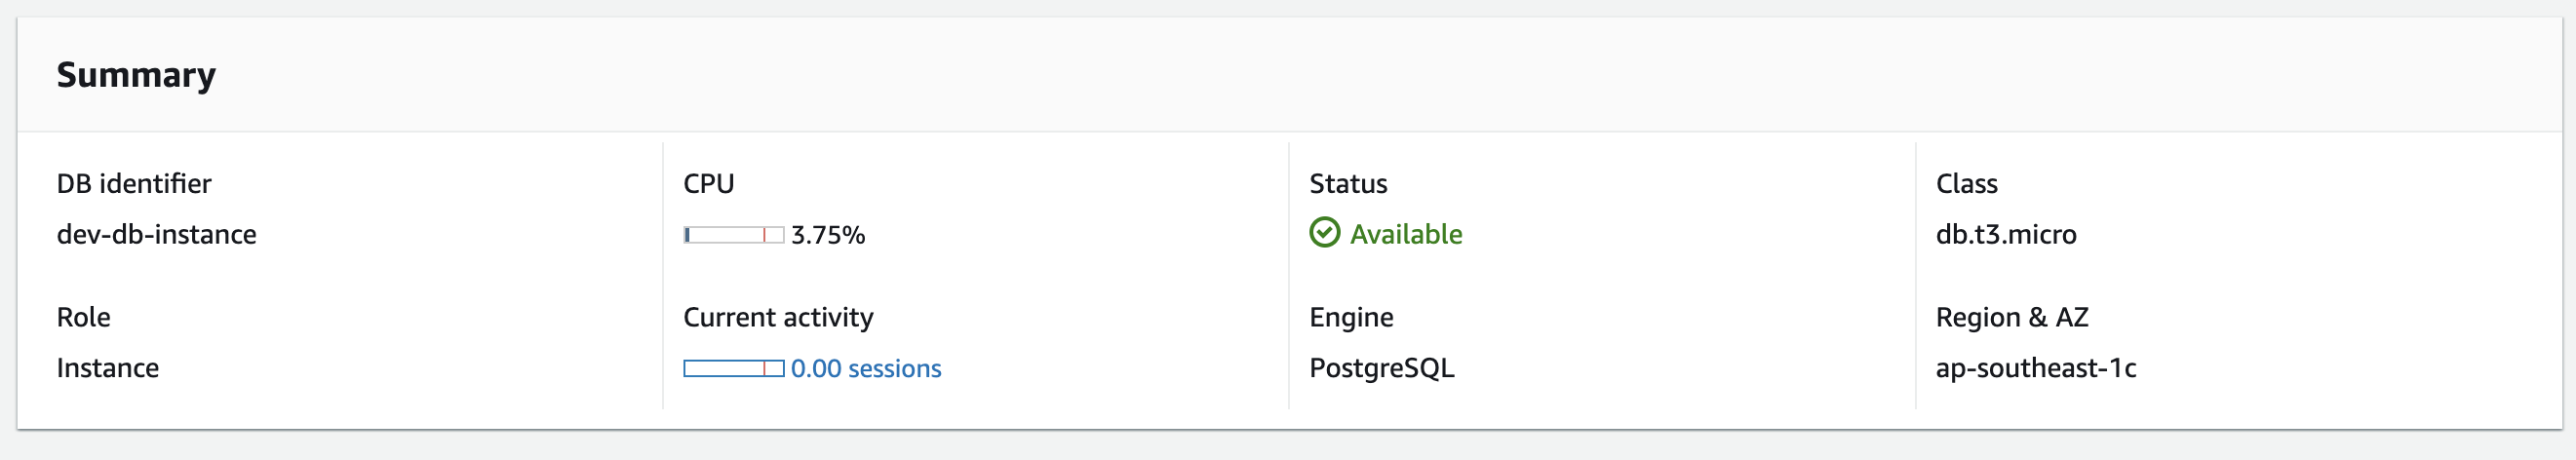 Summary
DB identifier
dev-db-instance
CPU
3.75%
Status
Available
Class
db.t3.micro
Role
Instance
Current activity
0.00 sessions
Engine
PostgreSQL
Region & AZ
ap-southeast-1c